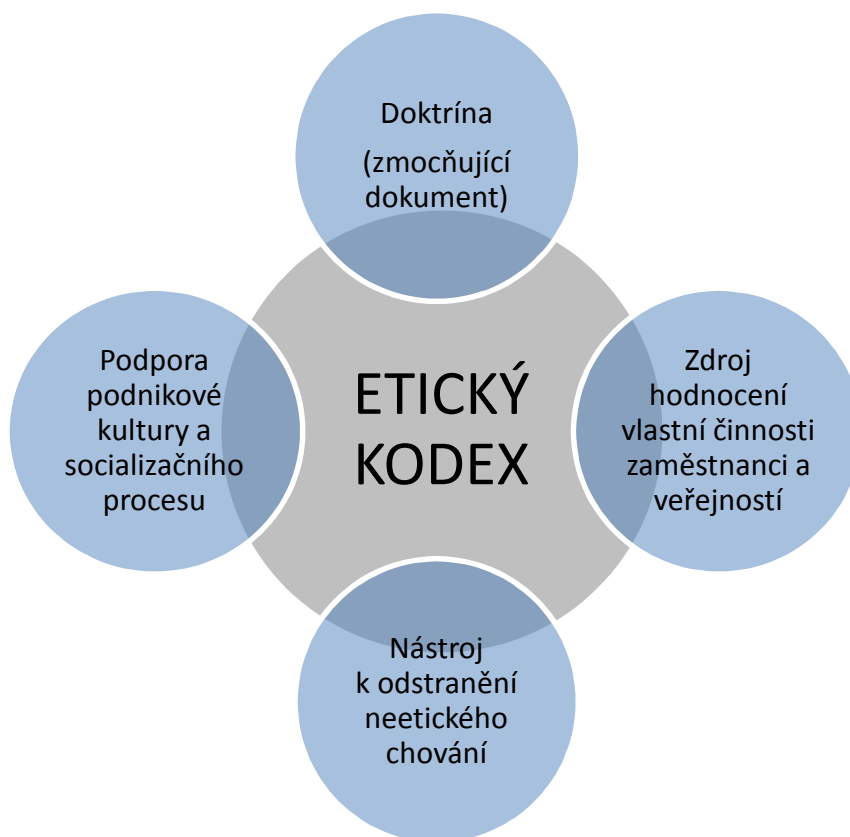 Doktrína
(zmocňující
dokument)
Podpora
podnikové
kultury a
socializačního
procesu
ETICKÝ
KODEX
Zdroj
hodnocení
vlastní činnosti
zaměstnanci a
veřejností
Nástroj
k odstranění
neetického
chování